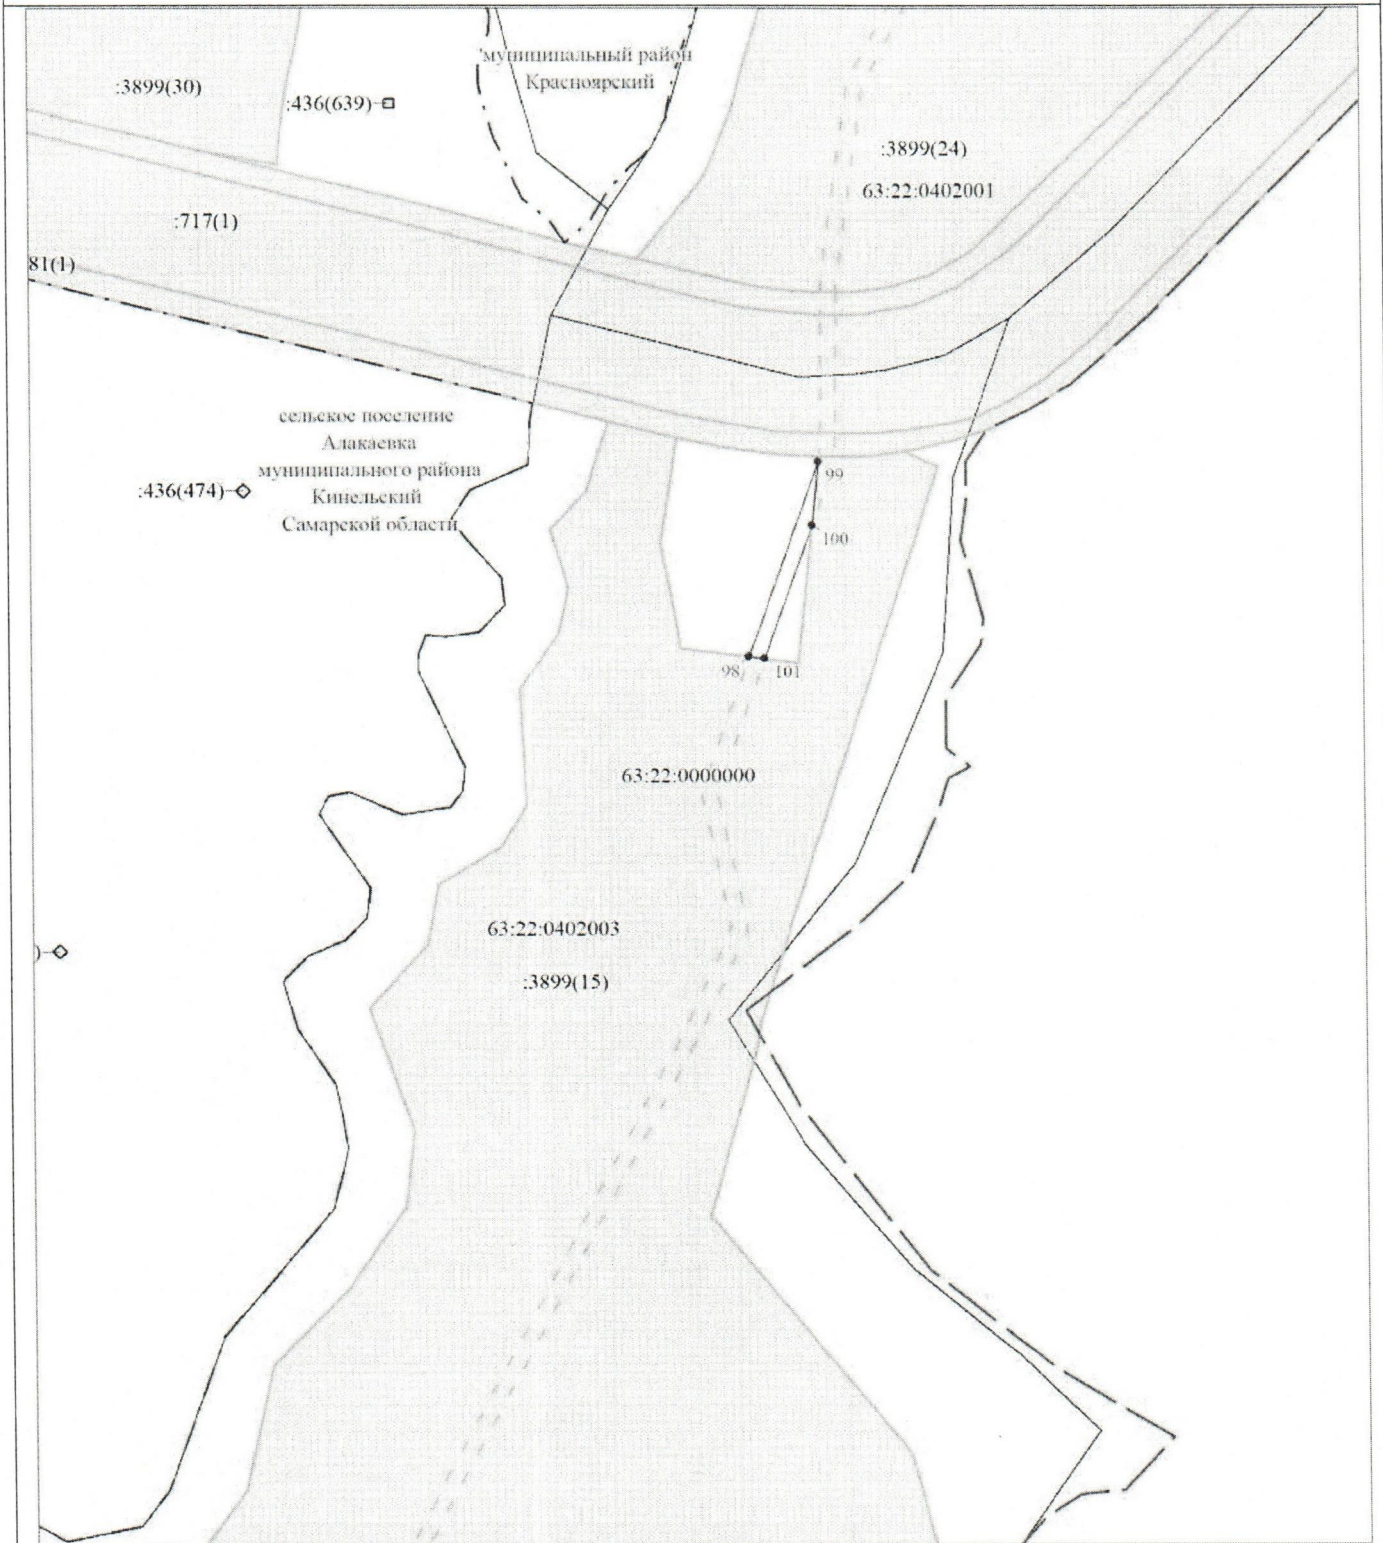 муниципальный район
Красноярский
:3899(30)
:436(639)
:3899(24)
63:22:0402001
:717(1)
81(1)
сельское поселение
Алакаевка
муниципального района
Кинельский
Самарской области
:436(474)
99
100
98
101
63:22:0000000
63:22:0402003
)
:3899(15)